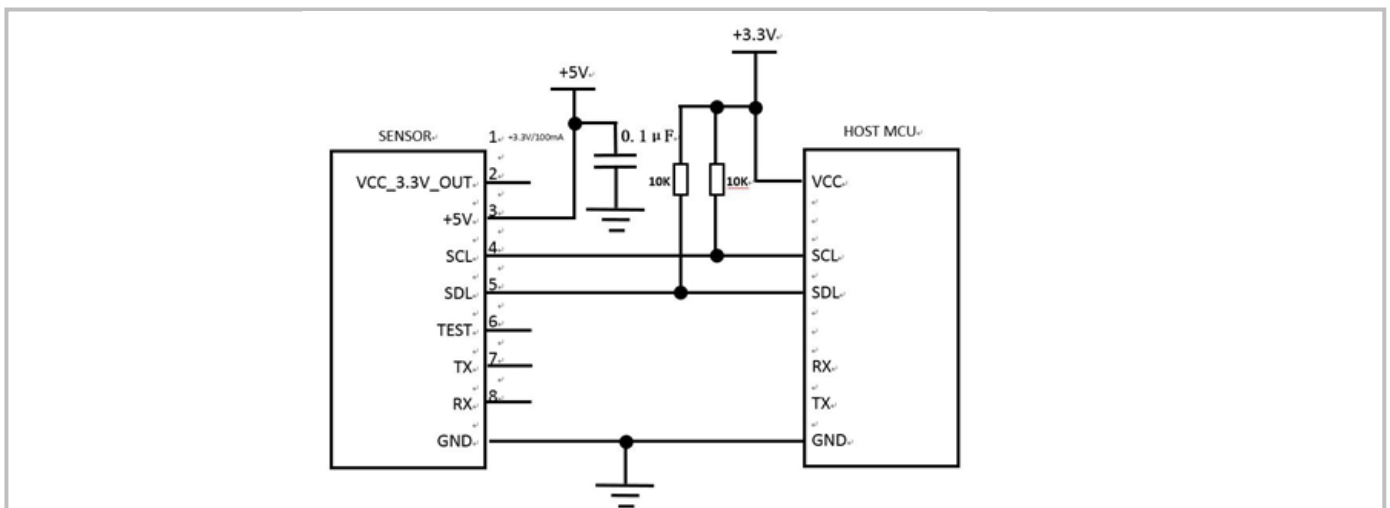 +3.3V
+5V
SENSOR
1 +3.3V/100mA
0.1μF
HOST MCU
VCC_3.3V_OUT 2
10K
10K
VCC
+5V 3
SCL 4
SCL
SDL 5
SDL
TEST 6
TX 7
RX
RX 8
TX
GND
GND